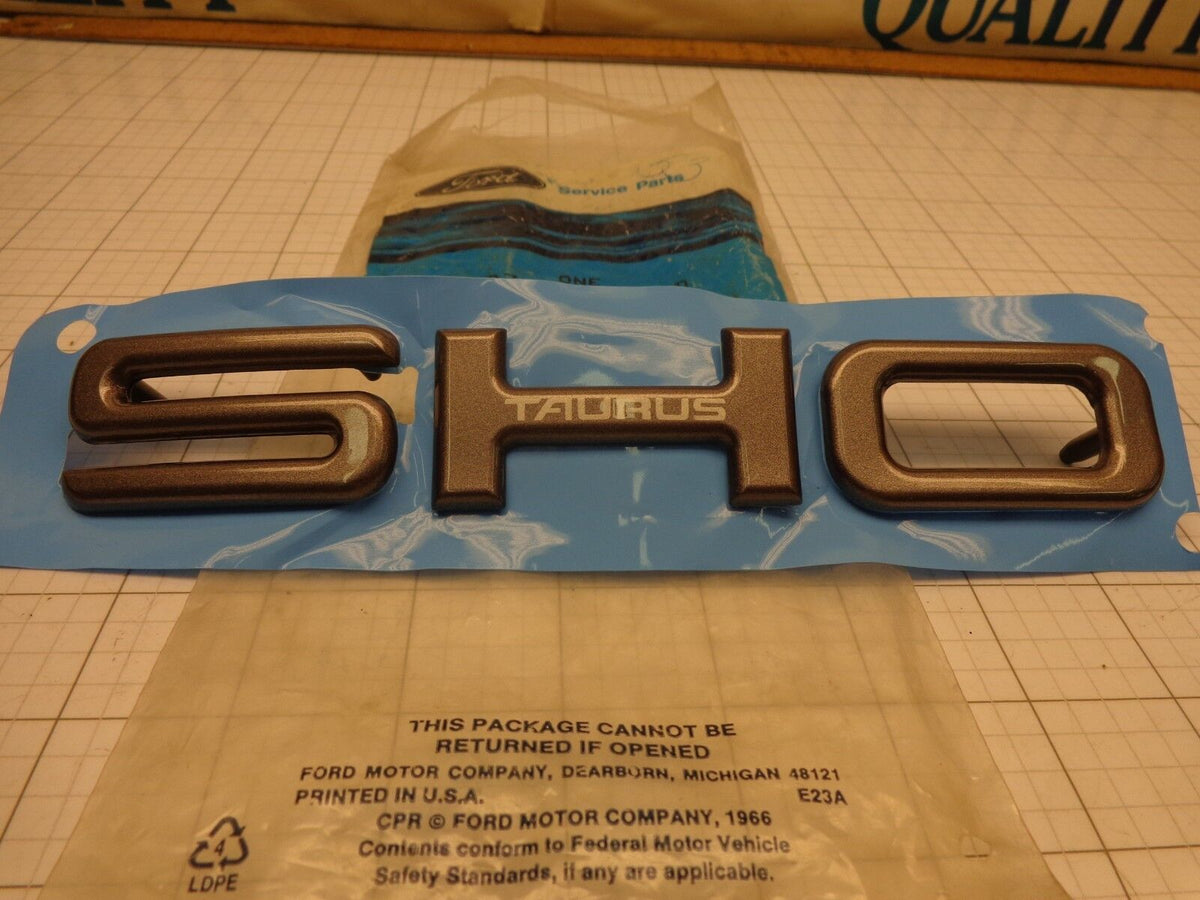 QUALITY
Ford
Service Parts
ONE
SHO
TAURUS
THIS PACKAGE CANNOT BE
RETURNED IF OPENED
FORD MOTOR COMPANY, DEARBORN, MICHIGAN 48121
PRINTED IN U.S.A. E23A
CPR © FORD MOTOR COMPANY, 1966
Contents conform to Federal Motor Vehicle
Safety Standards, if any are applicable.
4
LDPE